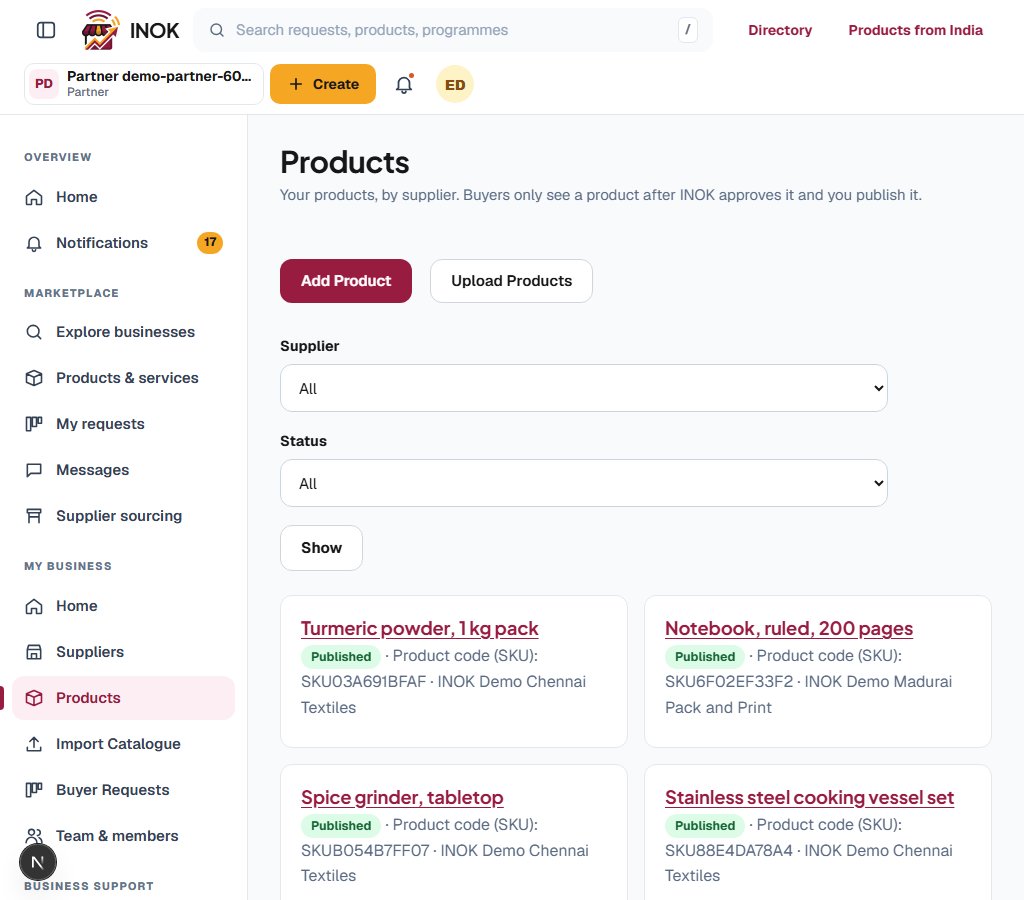 INOK
Search requests, products, programmes
/
Directory
Products from India
PD
Partner demo-partner-60...
Partner
+ Create
ED
OVERVIEW
Home
Notifications
17
MARKETPLACE
Explore businesses
Products & services
My requests
Messages
Supplier sourcing
MY BUSINESS
Home
Suppliers
Products
Import Catalogue
Buyer Requests
Team & members
N
BUSINESS SUPPORT
Products
Your products, by supplier. Buyers only see a product after INOK approves it and you publish it.
Add Product
Upload Products
Supplier
All
Status
All
Show
Turmeric powder, 1 kg pack
Published · Product code (SKU):
SKU03A691BFAF · INOK Demo Chennai
Textiles
Notebook, ruled, 200 pages
Published · Product code (SKU):
SKU6F02EF33F2 · INOK Demo Madurai
Pack and Print
Spice grinder, tabletop
Published · Product code (SKU):
SKUB054B7FF07 · INOK Demo Chennai
Textiles
Stainless steel cooking vessel set
Published · Product code (SKU):
SKU88E4DA78A4 · INOK Demo Chennai
Textiles